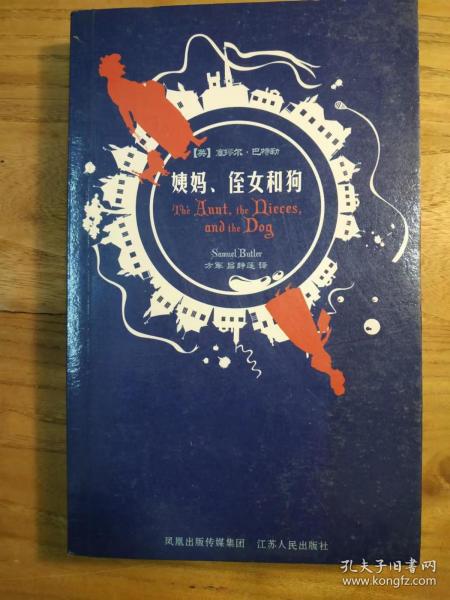 【英】塞缪尔·巴特勒
姨妈、侄女和狗
The Aunt, the Nieces,
and the Dog
Samuel Butler
方军 吕静莲 译
凤凰出版传媒集团 江苏人民出版社
孔夫子旧书网
www.kongfz.com